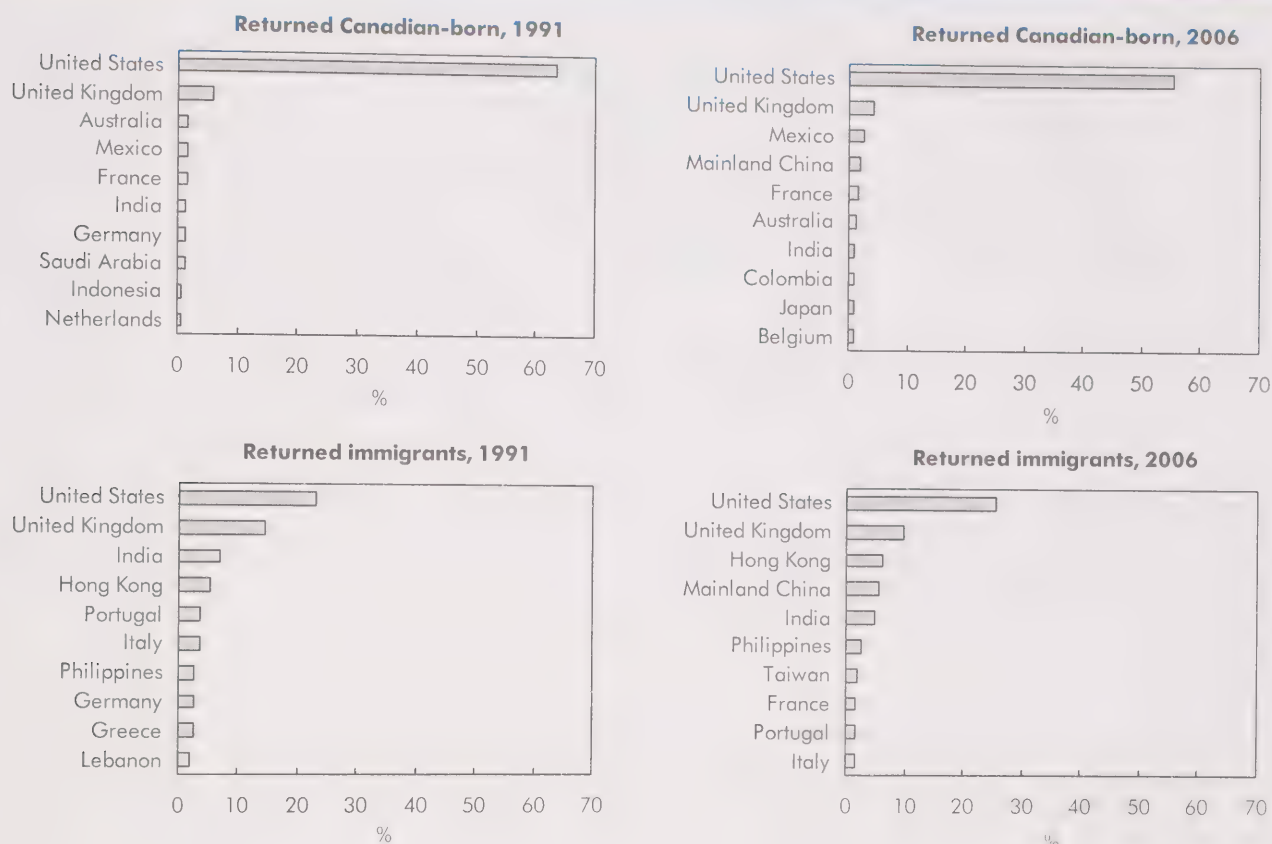 Returned Canadian-born, 1991
United States
United Kingdom
Australia
Mexico
France
India
Germany
Saudi Arabia
Indonesia
Netherlands
0 10 20 30 40 50 60 70
%
Returned Canadian-born, 2006
United States
United Kingdom
Mexico
Mainland China
France
Australia
India
Colombia
Japan
Belgium
0 10 20 30 40 50 60 70
%
Returned immigrants, 1991
United States
United Kingdom
India
Hong Kong
Portugal
Italy
Philippines
Germany
Greece
Lebanon
0 10 20 30 40 50 60 70
%
Returned immigrants, 2006
United States
United Kingdom
Hong Kong
Mainland China
India
Philippines
Taiwan
France
Portugal
Italy
0 10 20 30 40 50 60 70